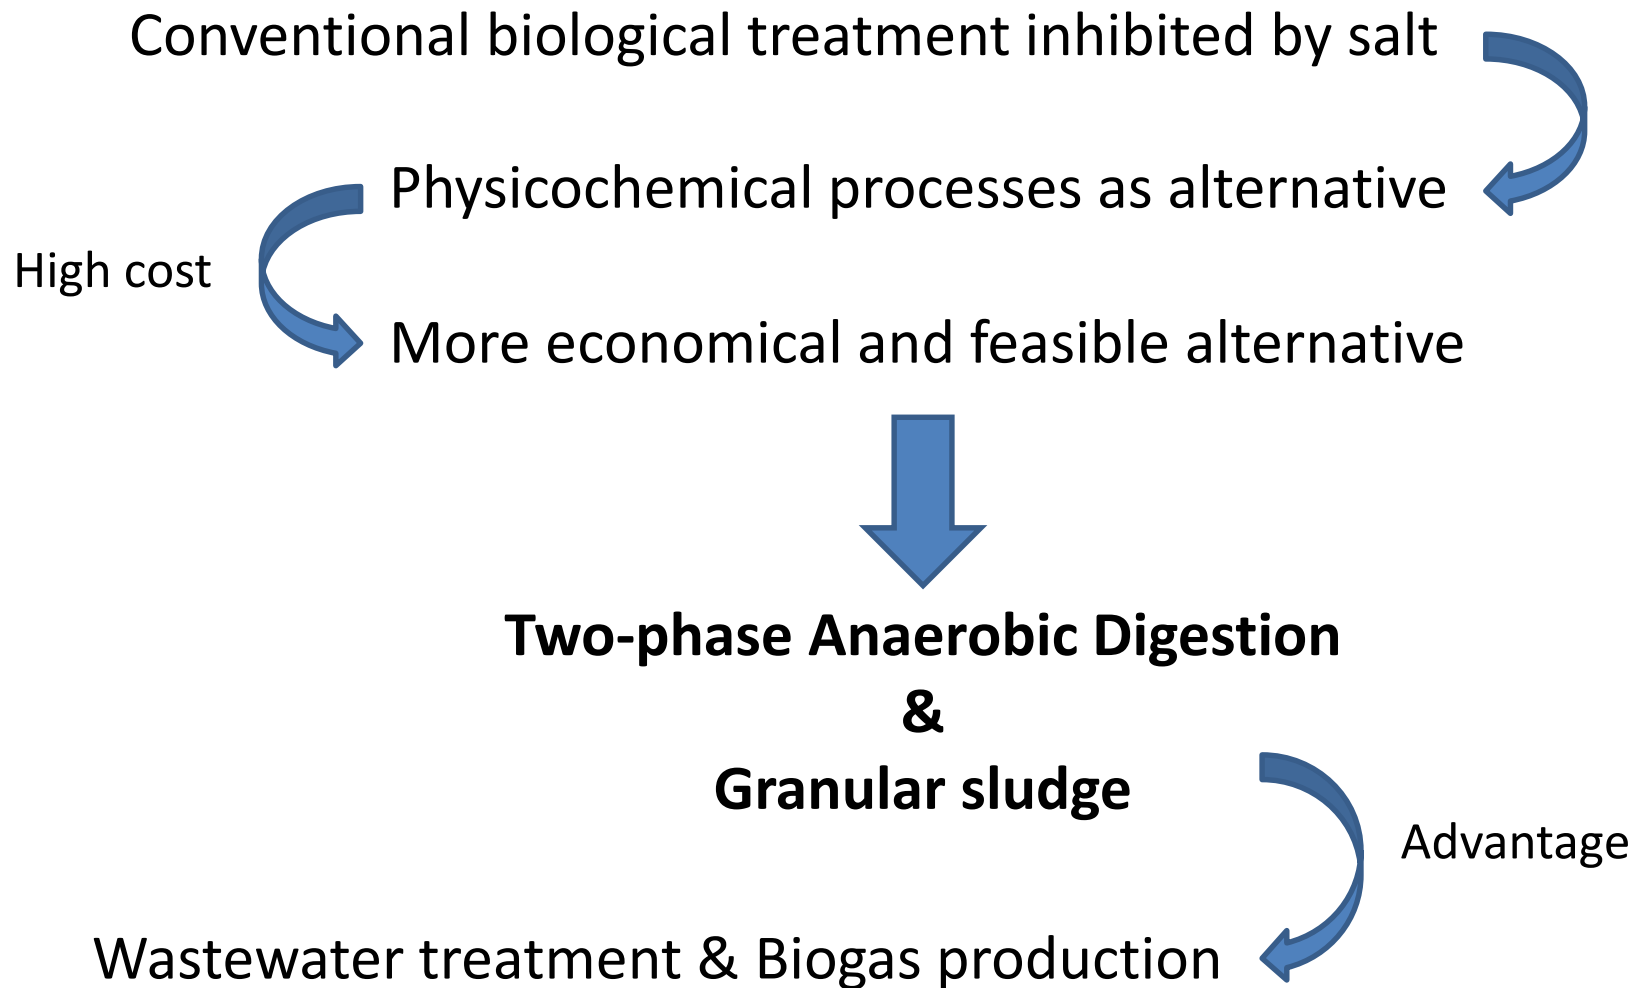 Conventional biological treatment inhibited by salt
Physicochemical processes as alternative
High cost
More economical and feasible alternative
Two-phase Anaerobic Digestion
&
Granular sludge
Advantage
Wastewater treatment & Biogas production